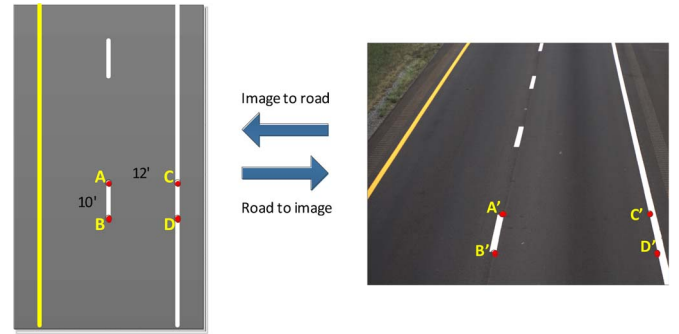 A
12'
C
10'
B
D
Image to road
Road to image
A'
C'
B'
D'